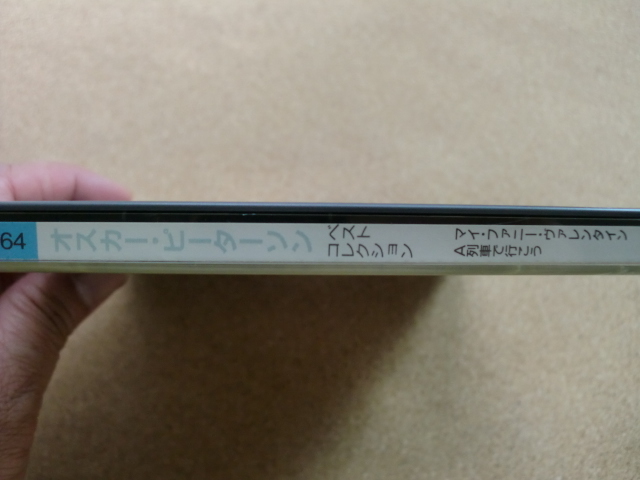 64
オスカー・ピーターソン
ベスト
コレクション
マイ・ファニー・ヴァレンタイン
A列車で行こう